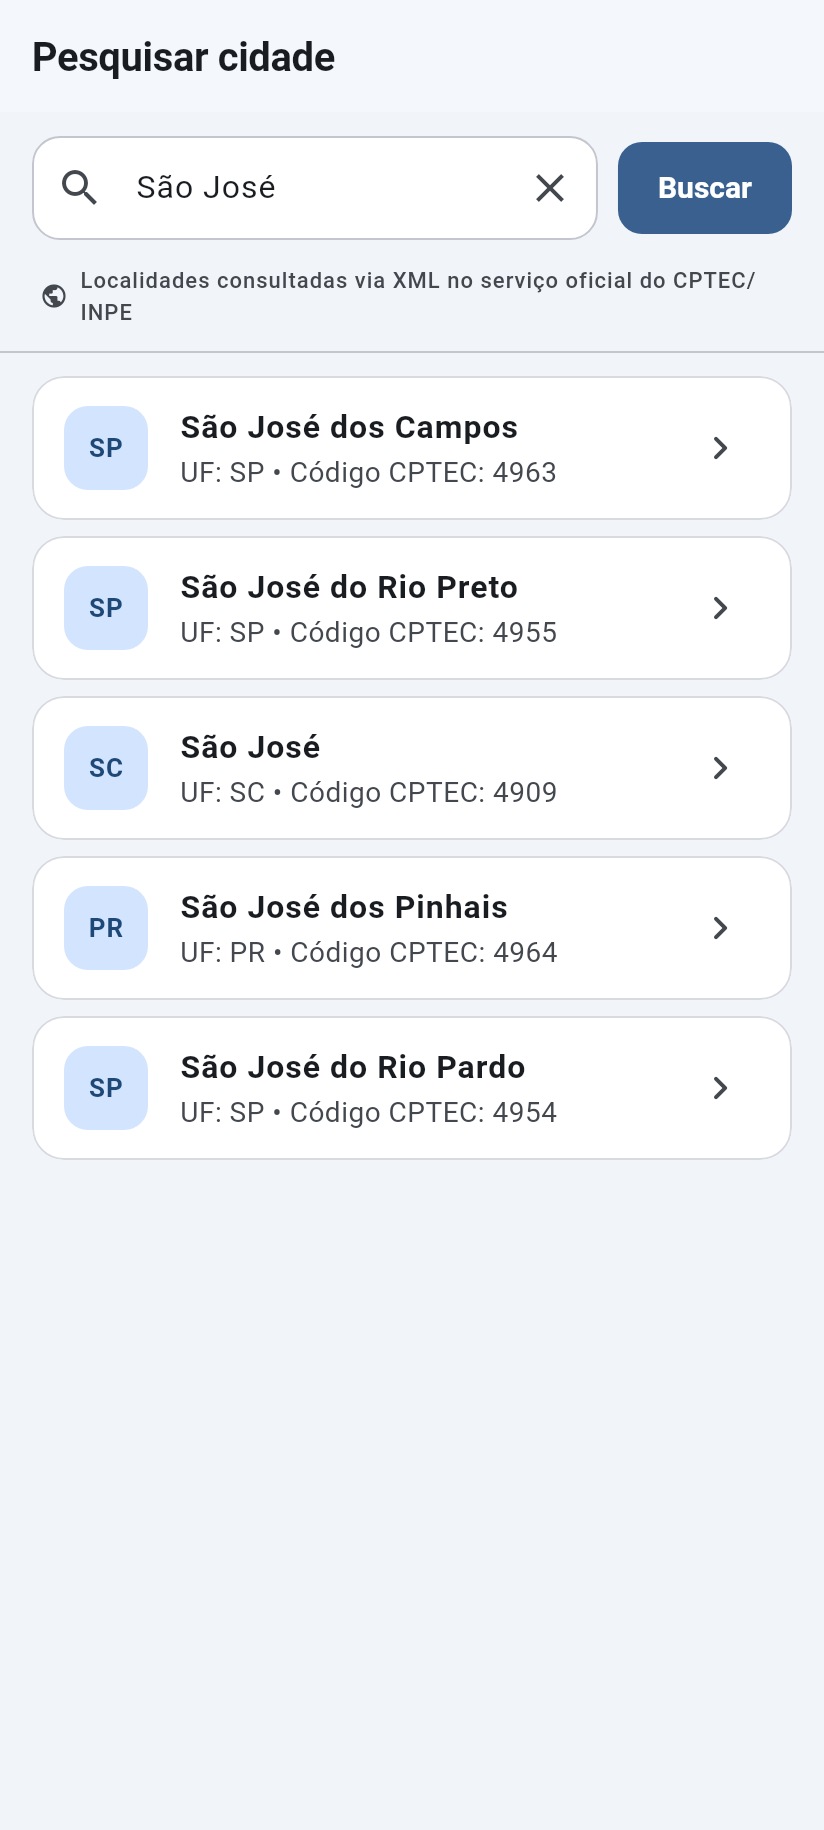 Pesquisar cidade
São José
Buscar
Localidades consultadas via XML no serviço oficial do CPTEC/
INPE
SP
São José dos Campos
UF: SP • Código CPTEC: 4963
SP
São José do Rio Preto
UF: SP • Código CPTEC: 4955
SC
São José
UF: SC • Código CPTEC: 4909
PR
São José dos Pinhais
UF: PR • Código CPTEC: 4964
SP
São José do Rio Pardo
UF: SP • Código CPTEC: 4954